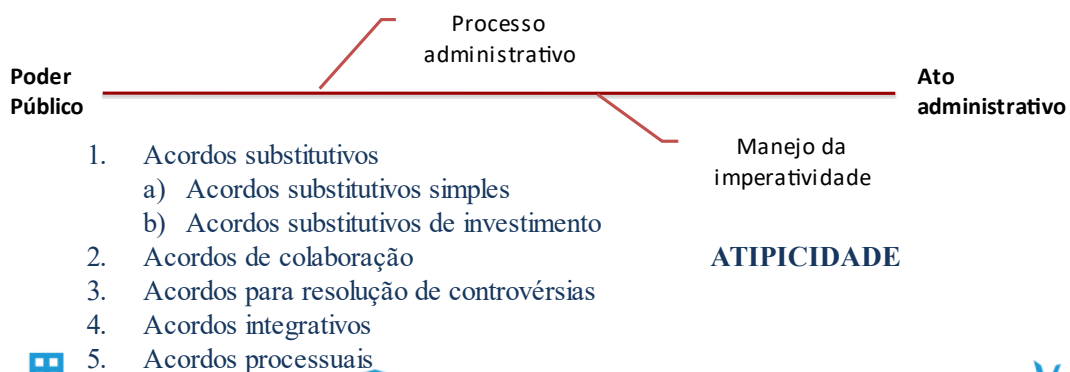 Processo
administrativo
Poder
Público
Ato
administrativo
Manejo da
imperatividade
1. Acordos substitutivos
a) Acordos substitutivos simples
b) Acordos substitutivos de investimento
2. Acordos de colaboração
ATIPICIDADE
3. Acordos para resolução de controvérsias
4. Acordos integrativos
5. Acordos processuais